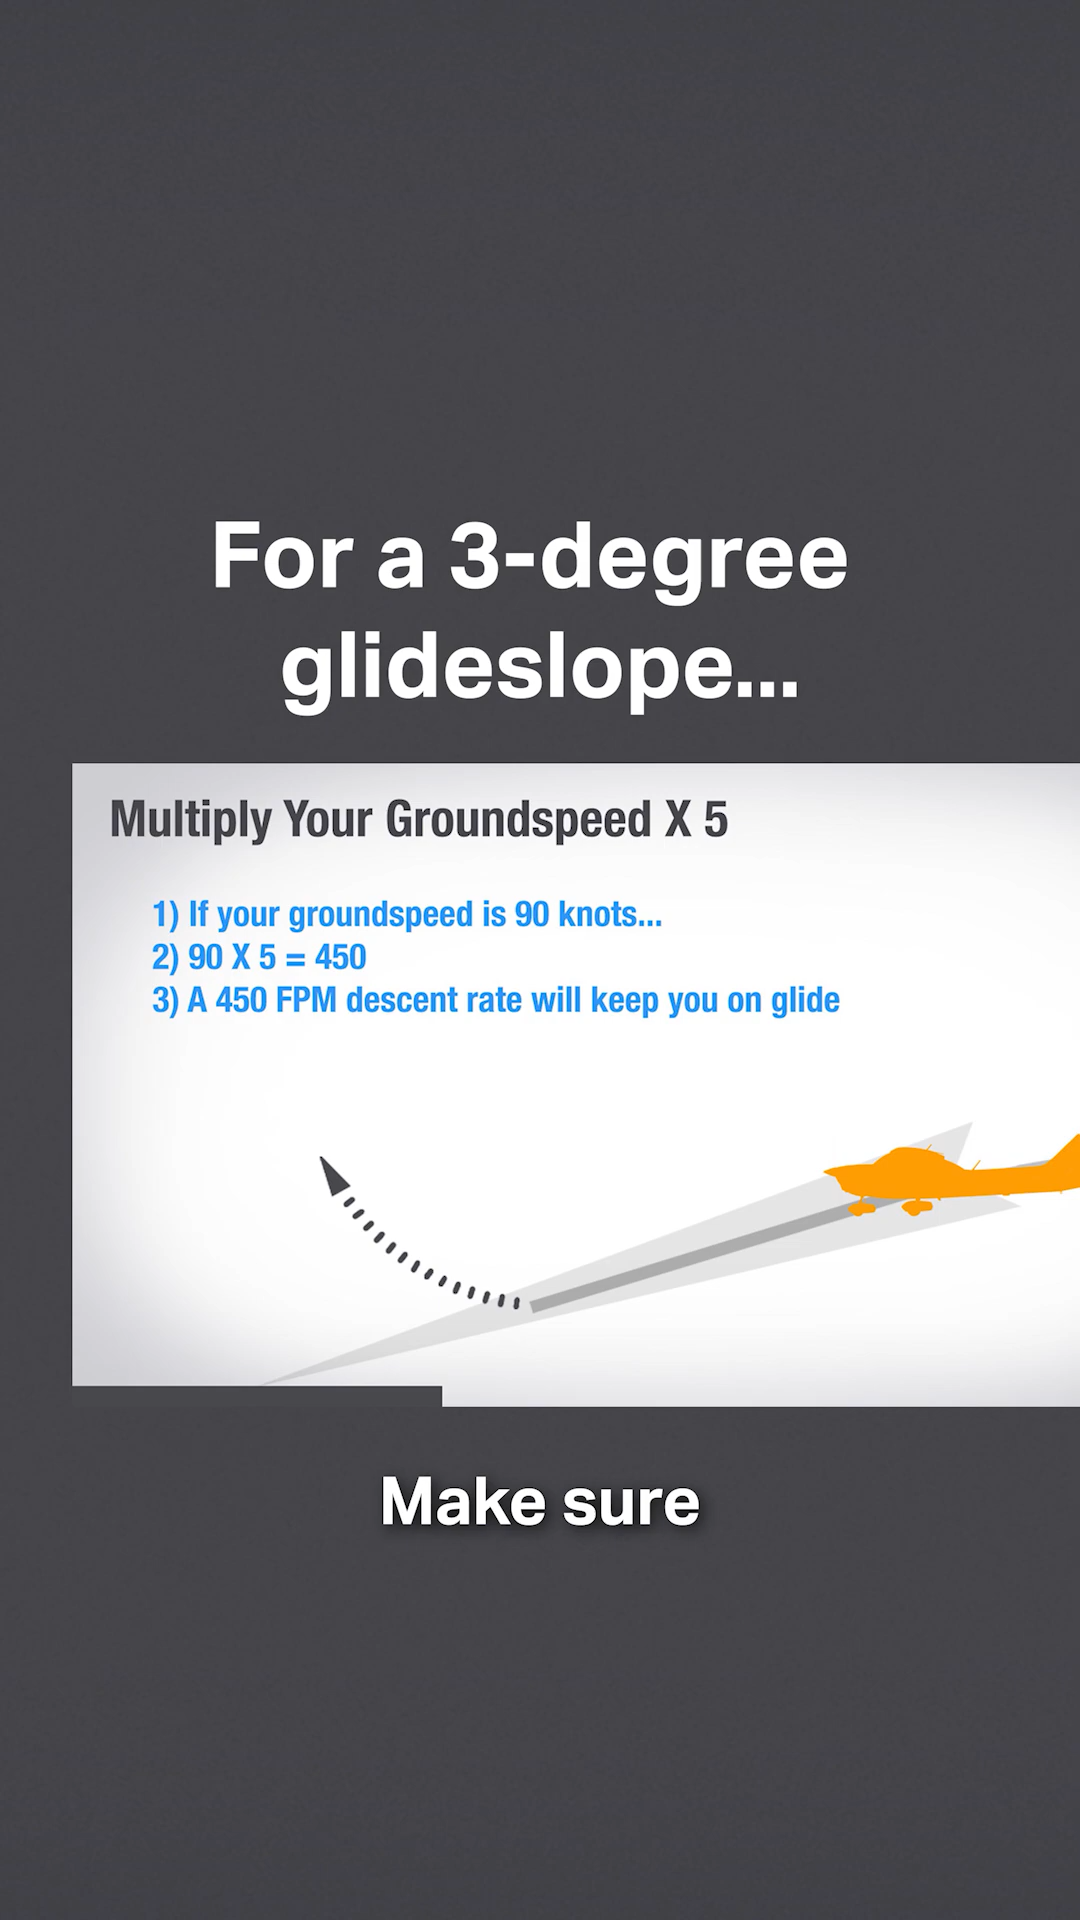 For a 3-degree
glideslope...
Multiply Your Groundspeed X 5
1) If your groundspeed is 90 knots...
2) 90 X 5 = 450
3) A 450 FPM descent rate will keep you on glide
Make sure